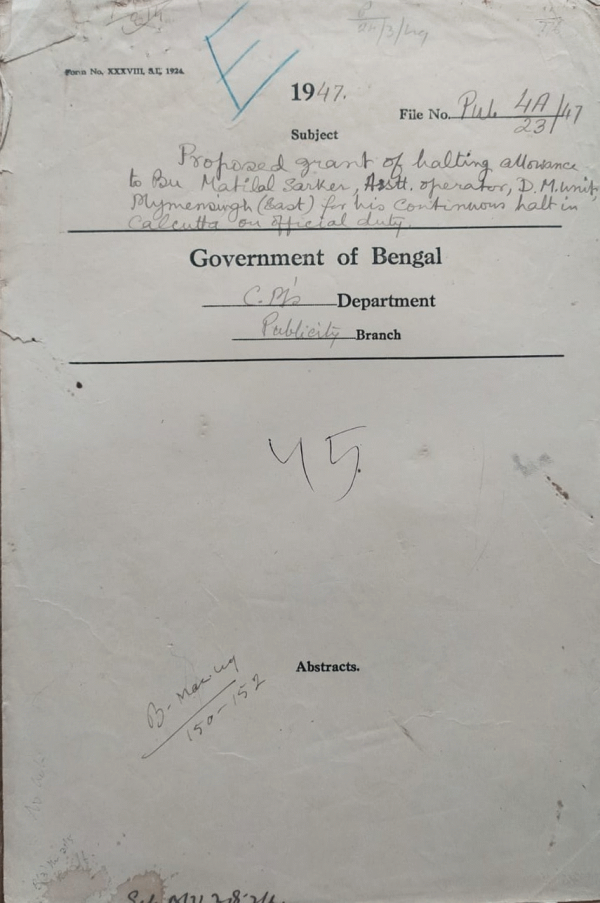 Form No. XXXVIII, S.I., 1924.
E
1947.
File No. Pub. 4A/47
23/
Subject
Proposed grant of halting allowance
to Bu Matilal Sarker, Asstt. operator, D.M. unit,
Mymensingh (East) for his continuous halt in
Calcutta on official duty.
Government of Bengal
Department
Publicity Branch
45.
Abstracts.
150-152